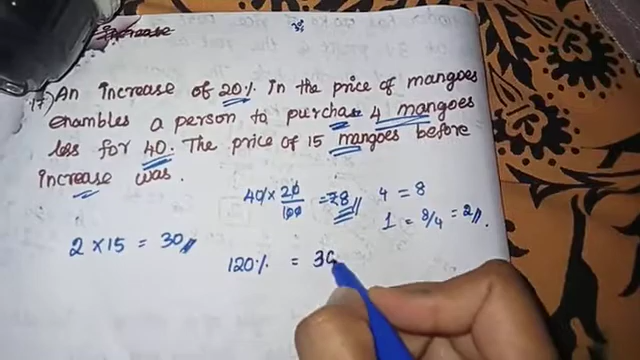 Increase
17) An increase of 20% in the price of mangoes
enambles a person to purchase 4 mangoes
less for 40. The price of 15 mangoes before
increase was.
40 × 20/100 = ₹8
4 = 8
1 = 8/4 = 2
2 × 15 = 30
120% = 30